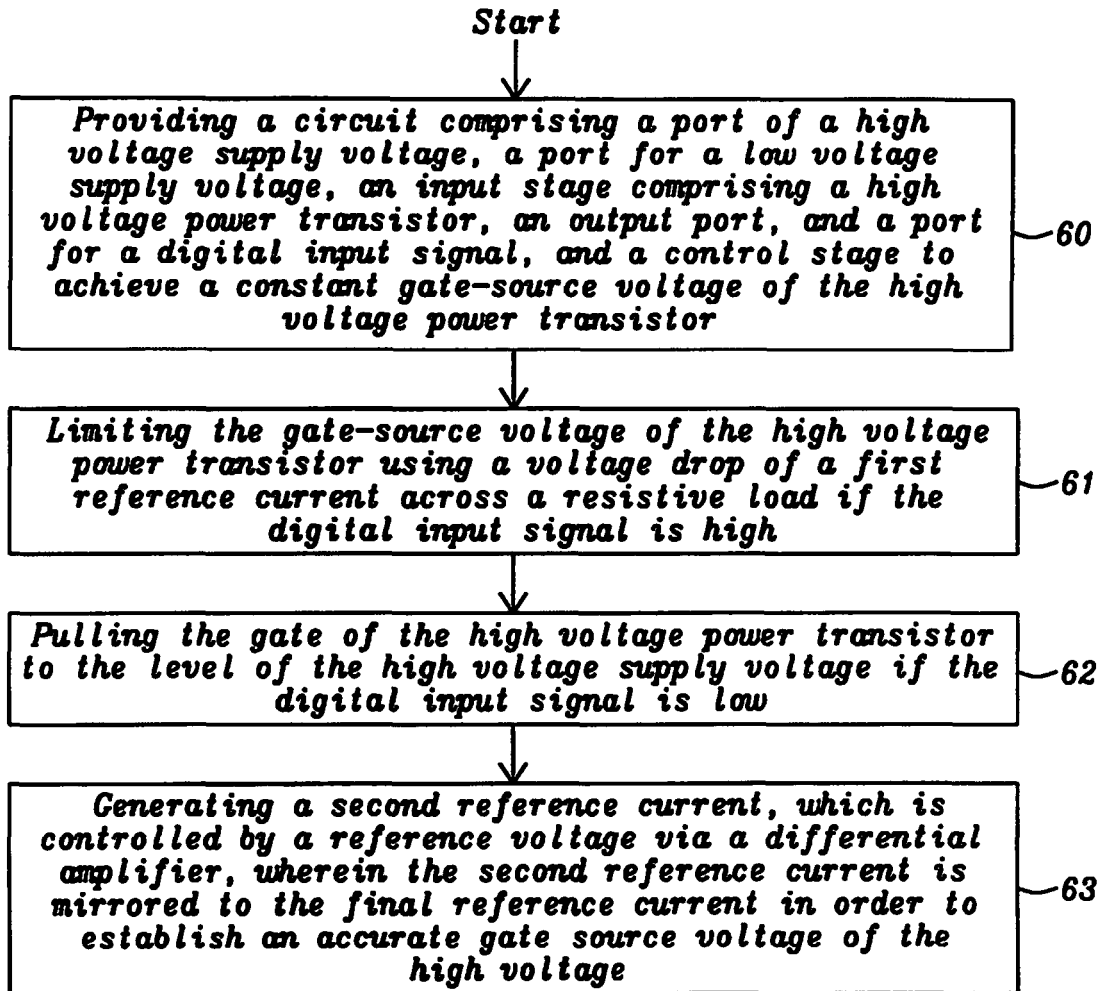 Start
Providing a circuit comprising a port of a high
voltage supply voltage, a port for a low voltage
supply voltage, an input stage comprising a high
voltage power transistor, an output port, and a port
for a digital input signal, and a control stage to
achieve a constant gate-source voltage of the high
voltage power transistor
60
Limiting the gate-source voltage of the high voltage
power transistor using a voltage drop of a first
reference current across a resistive load if the
digital input signal is high
61
Pulling the gate of the high voltage power transistor
to the level of the high voltage supply voltage if the
digital input signal is low
62
Generating a second reference current, which is
controlled by a reference voltage via a differential
amplifier, wherein the second reference current is
mirrored to the final reference current in order to
establish an accurate gate source voltage of the
high voltage
63